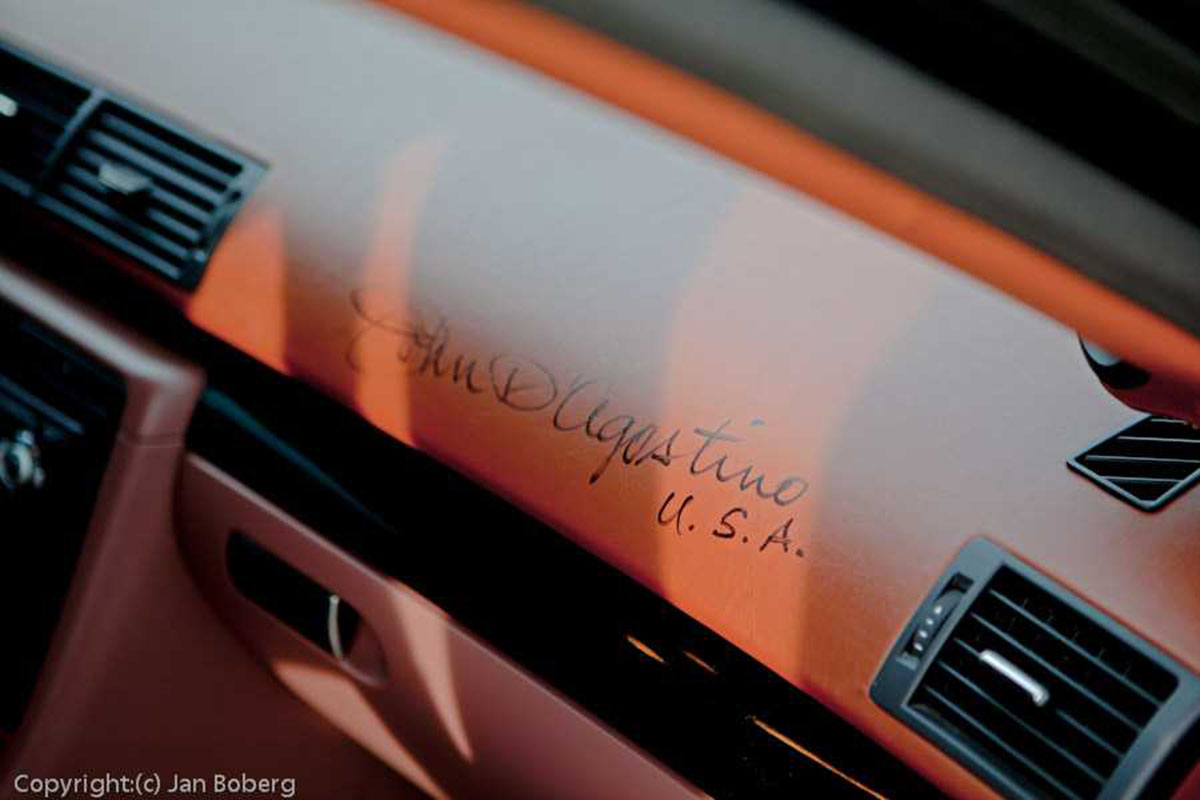 John D'Agostino
U.S.A.
Copyright:(c) Jan Boberg